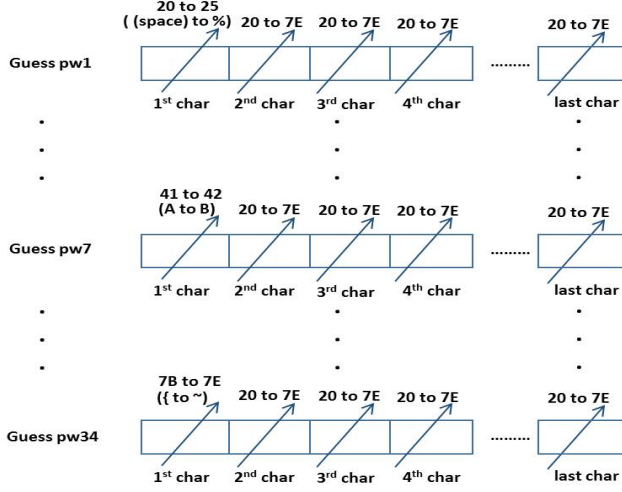 20 to 25
( (space) to %) 20 to 7E 20 to 7E 20 to 7E 20 to 7E
Guess pw1 .........
1st char 2nd char 3rd char 4th char last char
41 to 42
(A to B) 20 to 7E 20 to 7E 20 to 7E 20 to 7E
Guess pw7 .........
1st char 2nd char 3rd char 4th char last char
7B to 7E
({ to ~) 20 to 7E 20 to 7E 20 to 7E 20 to 7E
Guess pw34 .........
1st char 2nd char 3rd char 4th char last char